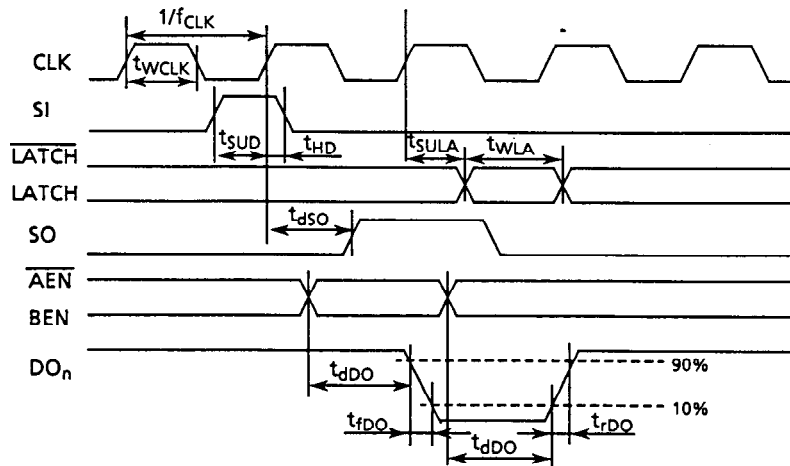 1/fCLK
CLK
tWCLK
SI
tSUD
tHD
tSULA
tWLA
LATCH
LATCH
tdSO
SO
AEN
BEN
DOn
90%
tdDO
10%
tfDO
tdDO
trDO